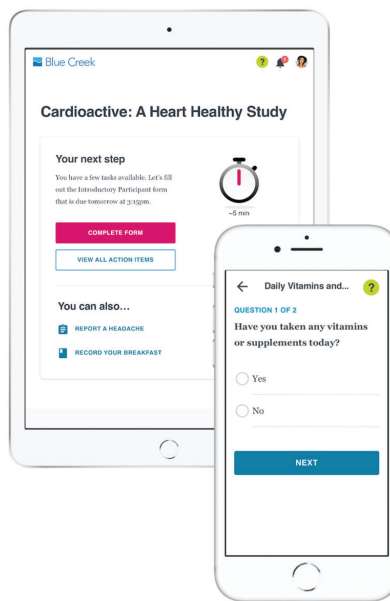 Blue Creek
?
Cardioactive: A Heart Healthy Study
Your next step
You have a few tasks available. Let's fill
out the Introductory Participant form
that is due tomorrow at 3:15pm.
~5 min
COMPLETE FORM
VIEW ALL ACTION ITEMS
You can also...
REPORT A HEADACHE
RECORD YOUR BREAKFAST
Daily Vitamins and...
?
QUESTION 1 OF 2
Have you taken any vitamins
or supplements today?
Yes
No
NEXT